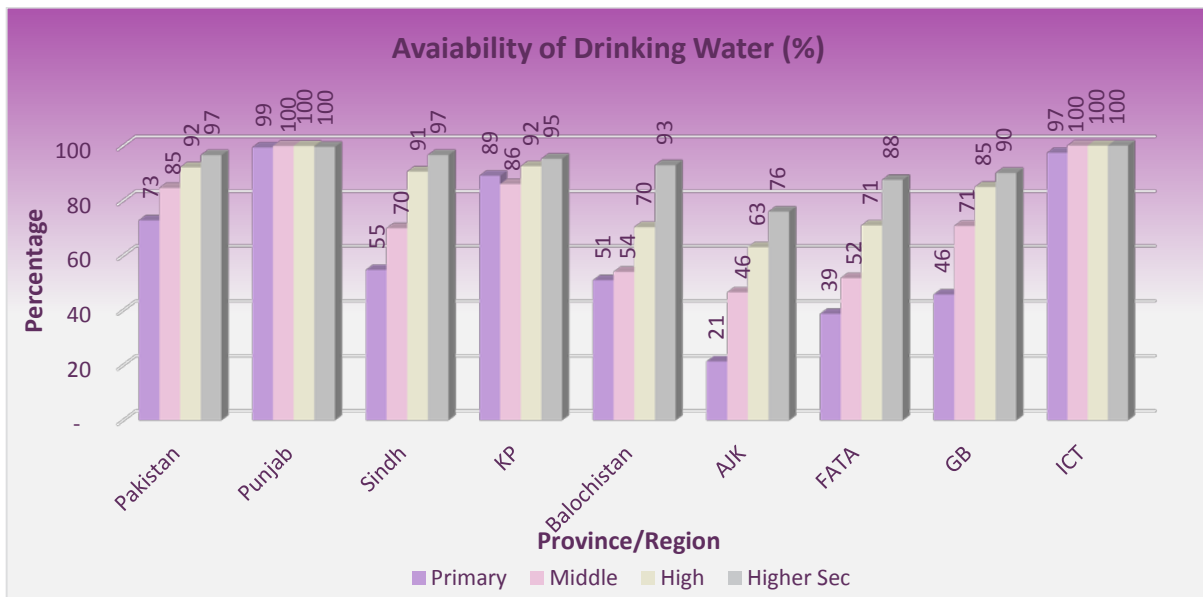 Avaiability of Drinking Water (%)
Percentage
100
80
60
40
20
-
73 85 92 97
99 100 100 100
55 70 91 97
89 86 92 95
51 54 70 93
21 46 63 76
39 52 71 88
46 71 85 90
97 100 100 100
Pakistan Punjab Sindh KP Balochistan AJK FATA GB ICT
Province/Region
Primary Middle High Higher Sec